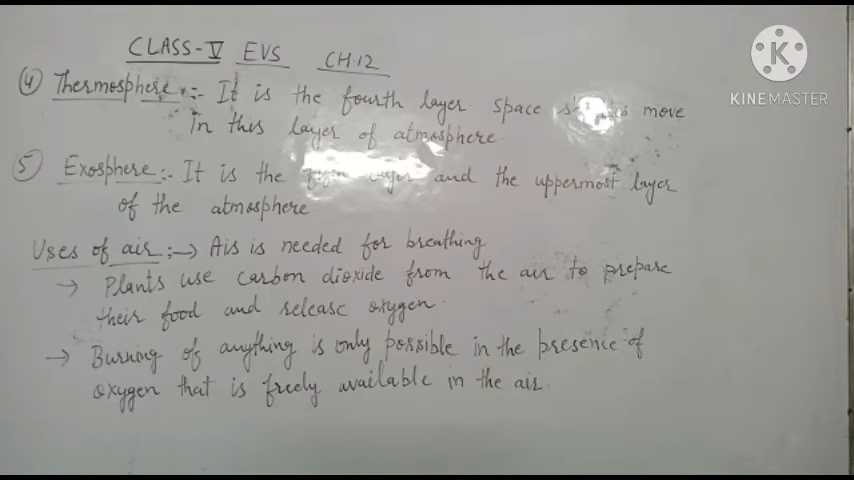 CLASS-V EVS CH.12
K
KINEMASTER
④ Thermosphere :- It is the fourth layer space move
in this layer of atmosphere.
⑤ Exosphere :- It is the and the uppermost layer
of the atmosphere.
Uses of air :-> Air is needed for breathing
-> Plants use carbon dioxide from the air to prepare
their food and release oxygen.
-> Burning of anything is only possible in the presence of
oxygen that is freely available in the air.